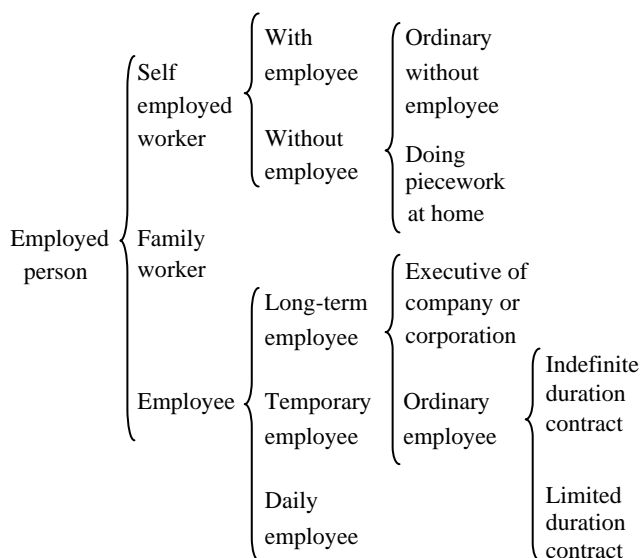 Employed
person
Self
employed
worker
With
employee
Without
employee
Ordinary
without
employee
Doing
piecework
at home
Family
worker
Employee
Long-term
employee
Executive of
company or
corporation
Ordinary
employee
Indefinite
duration
contract
Limited
duration
contract
Temporary
employee
Daily
employee